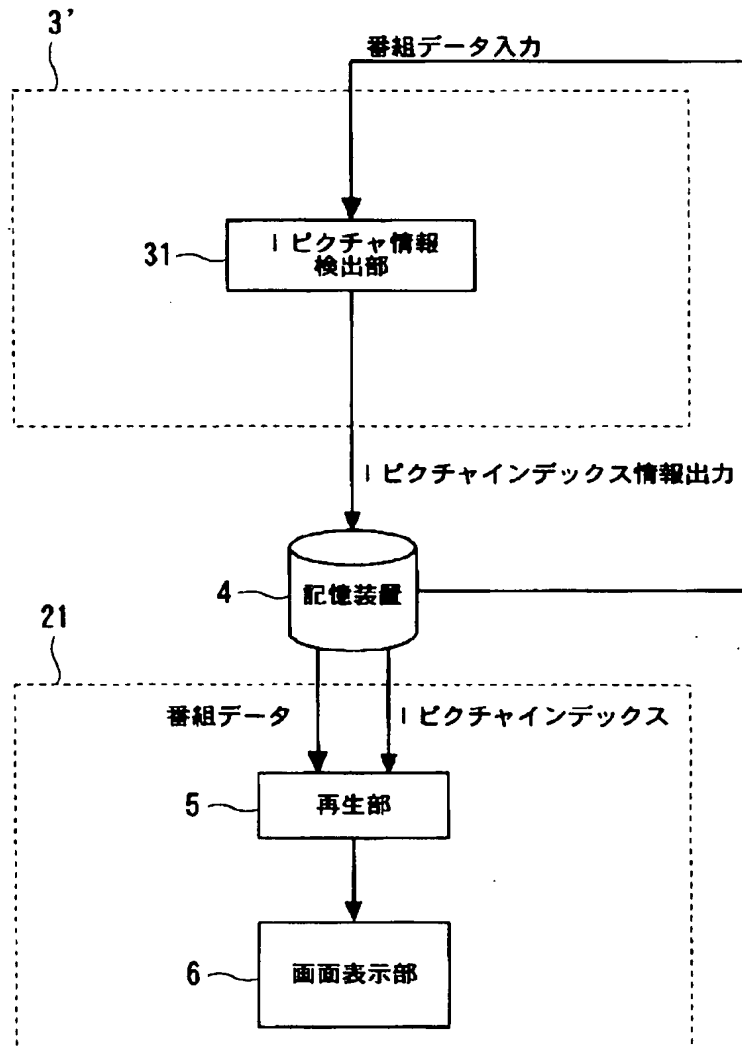 3'
番組データ入力
31
Iピクチャ情報
検出部
Iピクチャインデックス情報出力
4
記憶装置
21
番組データ
Iピクチャインデックス
5
再生部
6
画面表示部